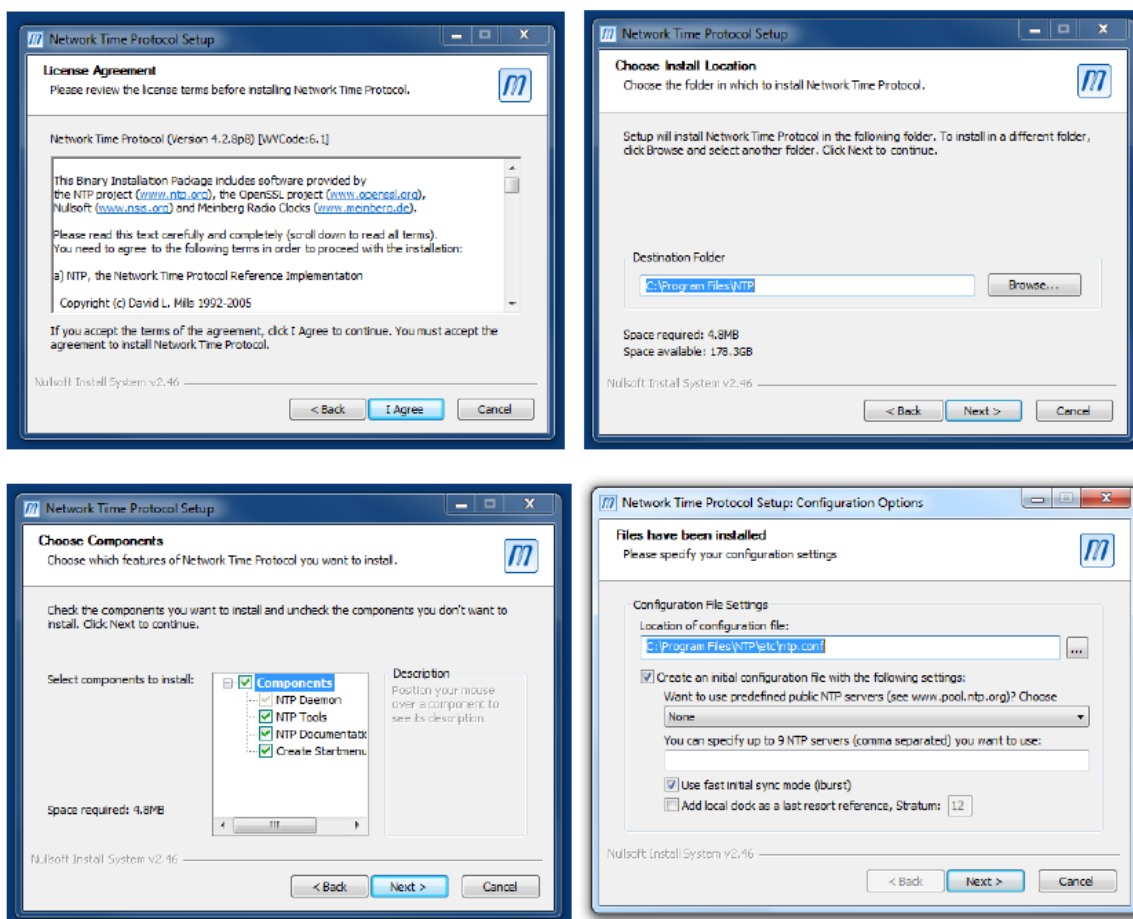 Network Time Protocol Setup
License Agreement
Please review the license terms before installing Network Time Protocol.
Network Time Protocol (Version 4.2.8p8) [WVCode:6.1]
This Binary Installation Package includes software provided by
the NTP project (www.ntp.org), the OpenSSL project (www.openssl.org),
Nullsoft (www.nsis.org) and Meinberg Radio Clocks (www.meinberg.de).
Please read this text carefully and completely (scroll down to read all terms).
You need to agree to the following terms in order to proceed with the installation:
a) NTP, the Network Time Protocol Reference Implementation
Copyright (c) David L. Mills 1992-2005
If you accept the terms of the agreement, click I Agree to continue. You must accept the
agreement to install Network Time Protocol.
Nullsoft Install System v2.46
< Back
I Agree
Cancel
Network Time Protocol Setup
Choose Install Location
Choose the folder in which to install Network Time Protocol.
Setup will install Network Time Protocol in the following folder. To install in a different folder,
click Browse and select another folder. Click Next to continue.
Destination Folder
C:\Program Files\NTP
Browse...
Space required: 4.8MB
Space available: 178.3GB
Nullsoft Install System v2.46
< Back
Next >
Cancel
Network Time Protocol Setup
Choose Components
Choose which features of Network Time Protocol you want to install.
Check the components you want to install and uncheck the components you don't want to
install. Click Next to continue.
Select components to install:
Components
NTP Daemon
NTP Tools
NTP Documentatic
Create Startmenu
Description
Position your mouse
over a component to
see its description.
Space required: 4.8MB
Nullsoft Install System v2.46
< Back
Next >
Cancel
Network Time Protocol Setup: Configuration Options
Files have been installed
Please specify your configuration settings
Configuration File Settings
Location of configuration file:
C:\Program Files\NTP\etc\ntp.conf
...
Create an initial configuration file with the following settings:
Want to use predefined public NTP servers (see www.pool.ntp.org)? Choose
None
You can specify up to 9 NTP servers (comma separated) you want to use:
Use fast initial sync mode (iburst)
Add local clock as a last resort reference, Stratum: 12
Nullsoft Install System v2.46
< Back
Next >
Cancel